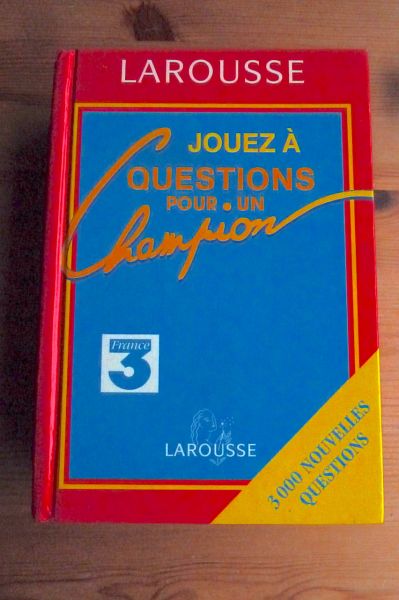 LAROUSSE
JOUEZ À
QUESTIONS
POUR • UN
Champion
France
3
LAROUSSE
3 000 NOUVELLES
QUESTIONS